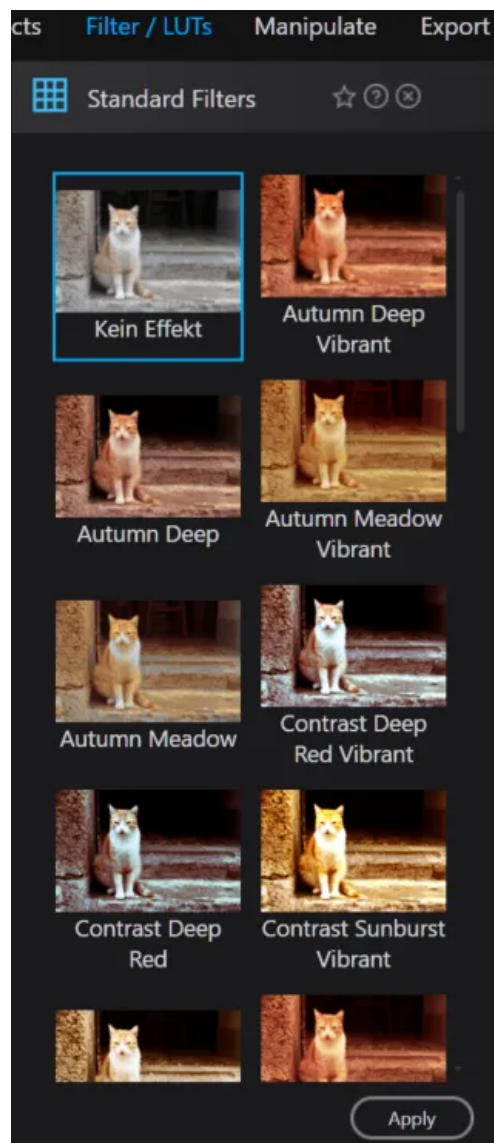 cts Filter / LUTs Manipulate Export
Standard Filters
Kein Effekt
Autumn Deep
Vibrant
Autumn Deep
Autumn Meadow
Vibrant
Autumn Meadow
Contrast Deep
Red Vibrant
Contrast Deep
Red
Contrast Sunburst
Vibrant
Apply